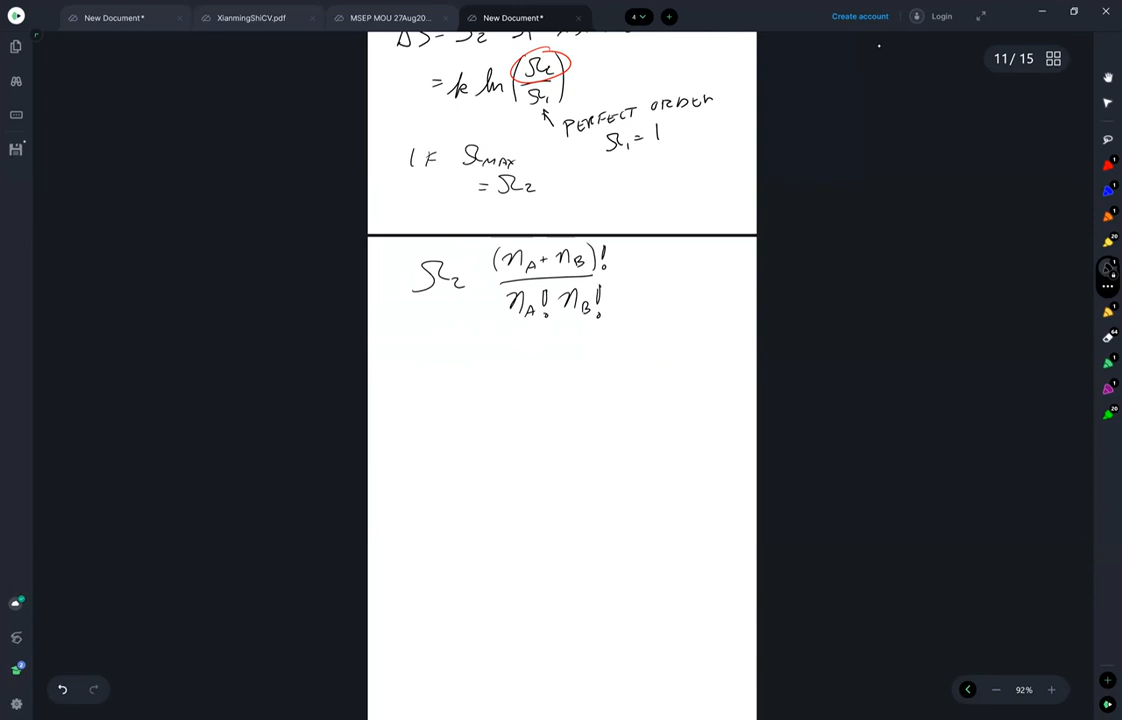 New Document*
XianmingShiCV.pdf
MSEP MOU 27Aug20...
New Document*
4
Create account
Login
11 / 15
= k ln (Ω₂/Ω₁)
PERFECT ORDER
Ω₁ = 1
IF Ω_MAX
= Ω₂
Ω₂ (n_A + n_B)! / n_A! n_B!
92%